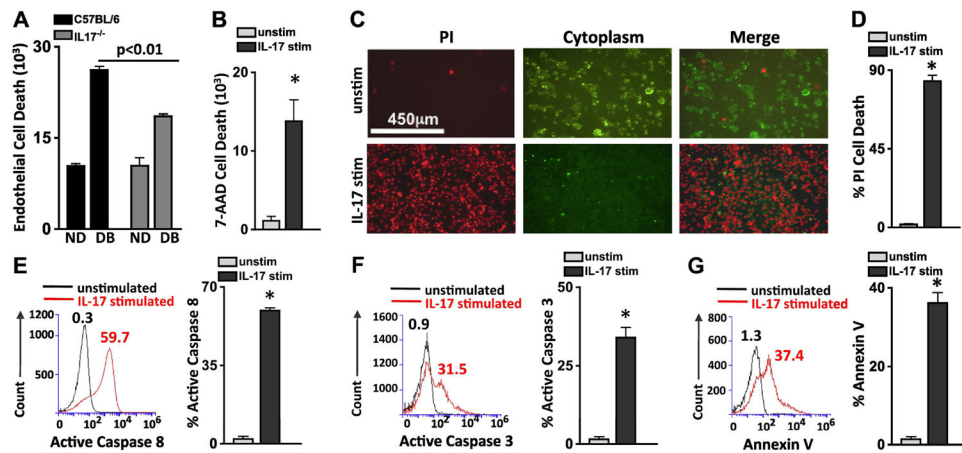 A
C57BL/6
IL17-/-
p<0.01
Endothelial Cell Death (10³)
30
15
0
ND DB ND DB
B
unstim
IL-17 stim
7-AAD Cell Death (10³)
20
10
0
*
C
PI Cytoplasm Merge
unstim
450μm
IL-17 stim
D
unstim
IL-17 stim
% PI Cell Death
90
45
0
*
E
unstimulated
IL-17 stimulated
0.3
59.7
Count
1200
1000
500
0 10² 10⁴ 10⁶
Active Caspase 8
unstim
IL-17 stim
% Active Caspase 8
70
35
0
*
F
unstimulated
IL-17 stimulated
0.9
31.5
Count
1600
1400
1200
1000
0 10² 10⁴ 10⁶
Active Caspase 3
unstim
IL-17 stim
% Active Caspase 3
50
25
0
*
G
unstimulated
IL-17 stimulated
1.3
37.4
Count
800
600
400
200
0 10² 10⁴ 10⁶
Annexin V
unstim
IL-17 stim
% Annexin V
40
20
0
*